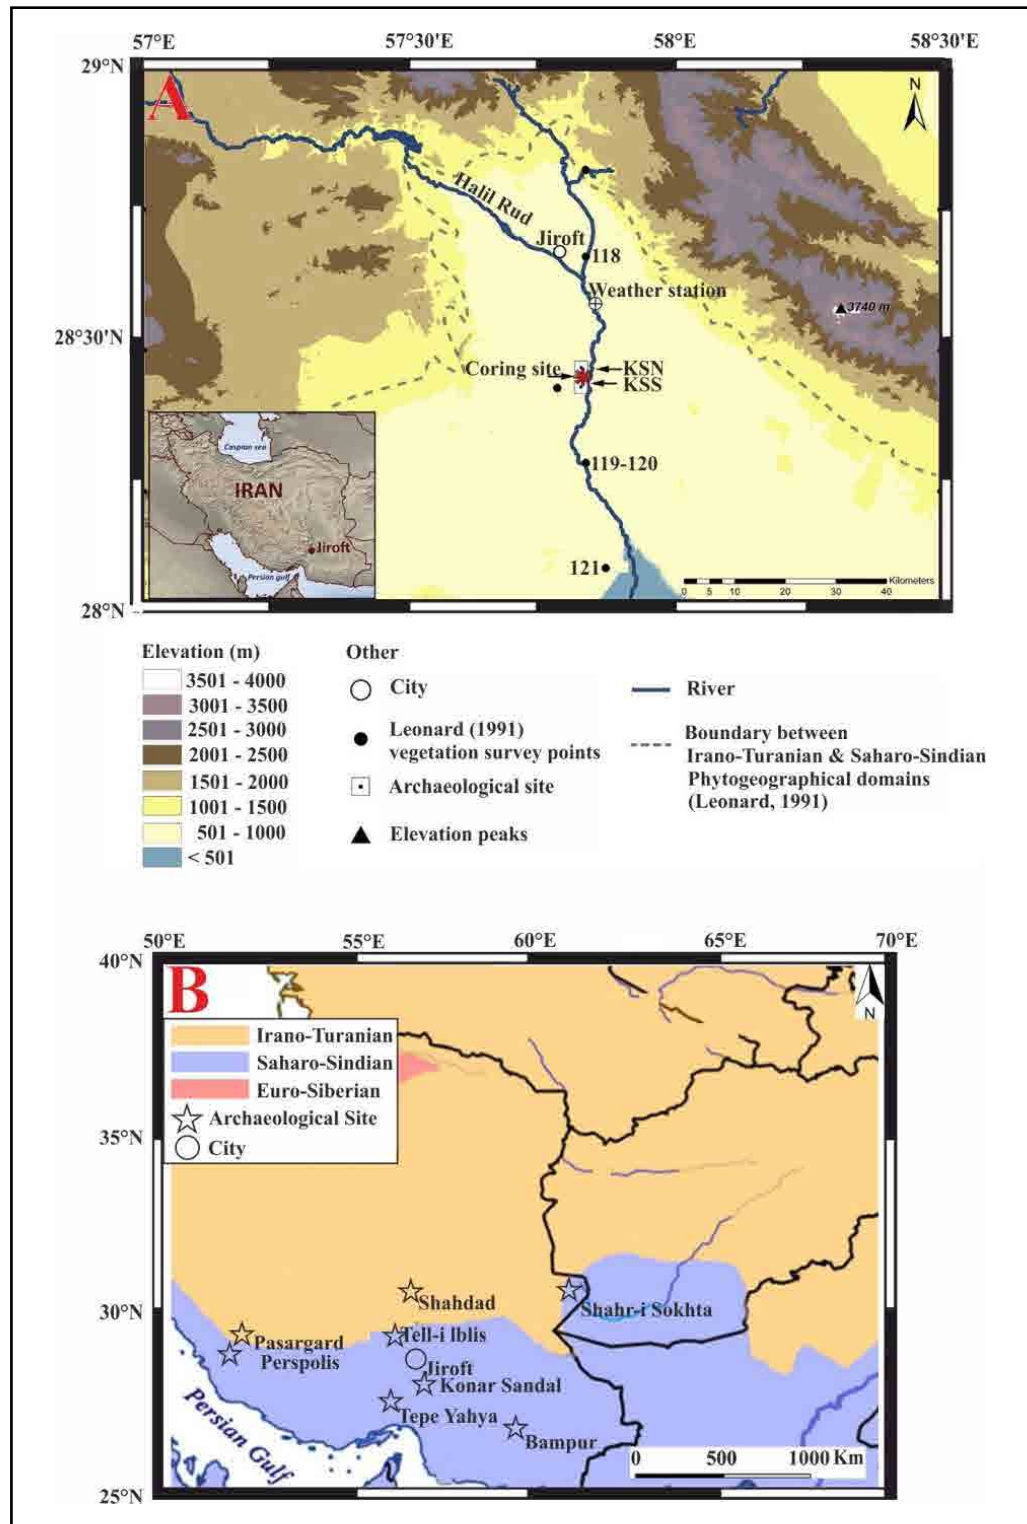 57°E 57°30'E 58°E 58°30'E
29°N
A
N
Halil Rud
Jiroft
118
Weather station
3740 m
28°30'N
Coring site
KSN
KSS
Caspian sea
IRAN
Jiroft
Persian gulf
119-120
121
Kilometers
0 5 10 20 30 40
28°N
Elevation (m)
3501 - 4000
3001 - 3500
2501 - 3000
2001 - 2500
1501 - 2000
1001 - 1500
501 - 1000
< 501
Other
City
Leonard (1991)
vegetation survey points
Archaeological site
Elevation peaks
River
Boundary between
Irano-Turanian & Saharo-Sindian
Phytogeographical domains
(Leonard, 1991)
50°E 55°E 60°E 65°E 70°E
40°N
B
N
Irano-Turanian
Saharo-Sindian
Euro-Siberian
Archaeological Site
City
35°N
30°N
Shahdad
Shahr-i Sokhta
Tell-i lblis
Pasargard
Perspolis
Jiroft
Konar Sandal
Tepe Yahya
Bampur
Persian Gulf
0 500 1000 Km
25°N